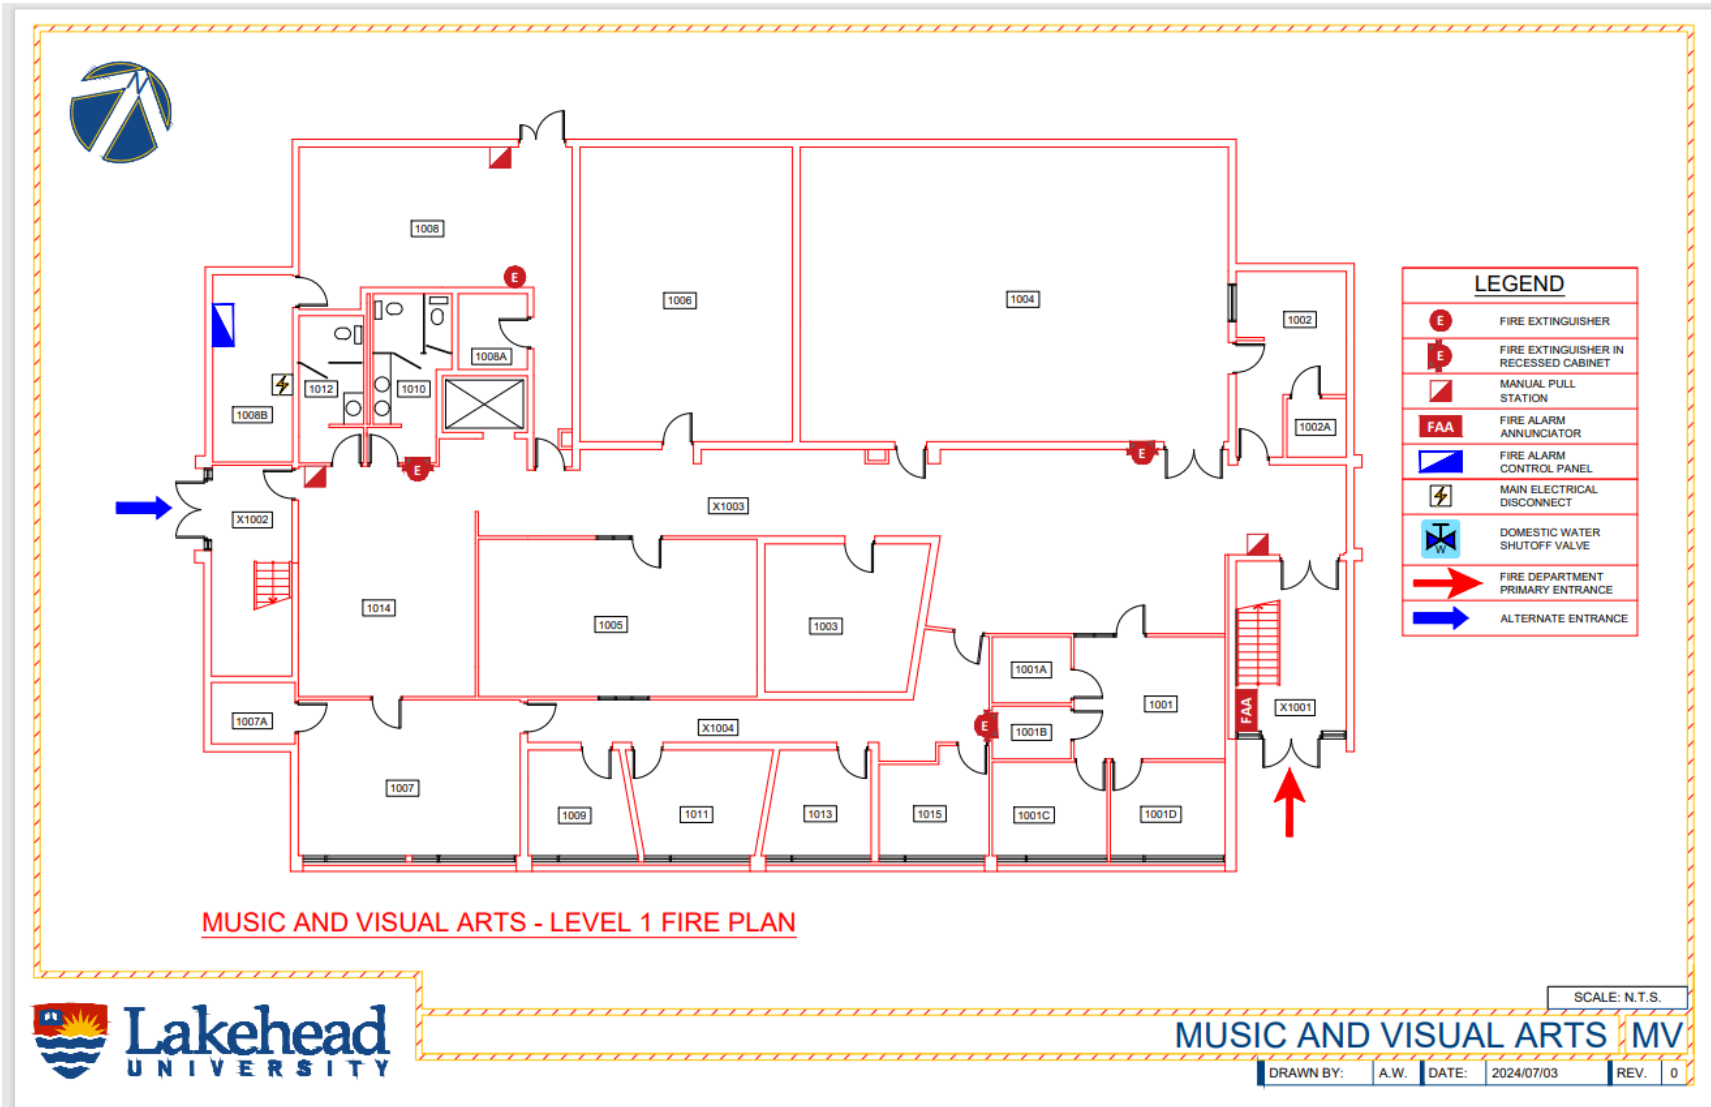 N
1008
E
1006
1004
1002
1008A
1012
1010
1008B
1002A
E
E
X1002
X1003
1014
1005
1003
1001A
1001
FAA
X1001
1007A
X1004
E
1001B
1007
1009
1011
1013
1015
1001C
1001D
LEGEND
E
FIRE EXTINGUISHER
E
FIRE EXTINGUISHER IN
RECESSED CABINET
MANUAL PULL
STATION
FAA
FIRE ALARM
ANNUNCIATOR
FIRE ALARM
CONTROL PANEL
MAIN ELECTRICAL
DISCONNECT
W
DOMESTIC WATER
SHUTOFF VALVE
FIRE DEPARTMENT
PRIMARY ENTRANCE
ALTERNATE ENTRANCE
MUSIC AND VISUAL ARTS - LEVEL 1 FIRE PLAN
Lakehead
UNIVERSITY
SCALE: N.T.S.
MUSIC AND VISUAL ARTS MV
DRAWN BY: A.W. DATE: 2024/07/03 REV. 0